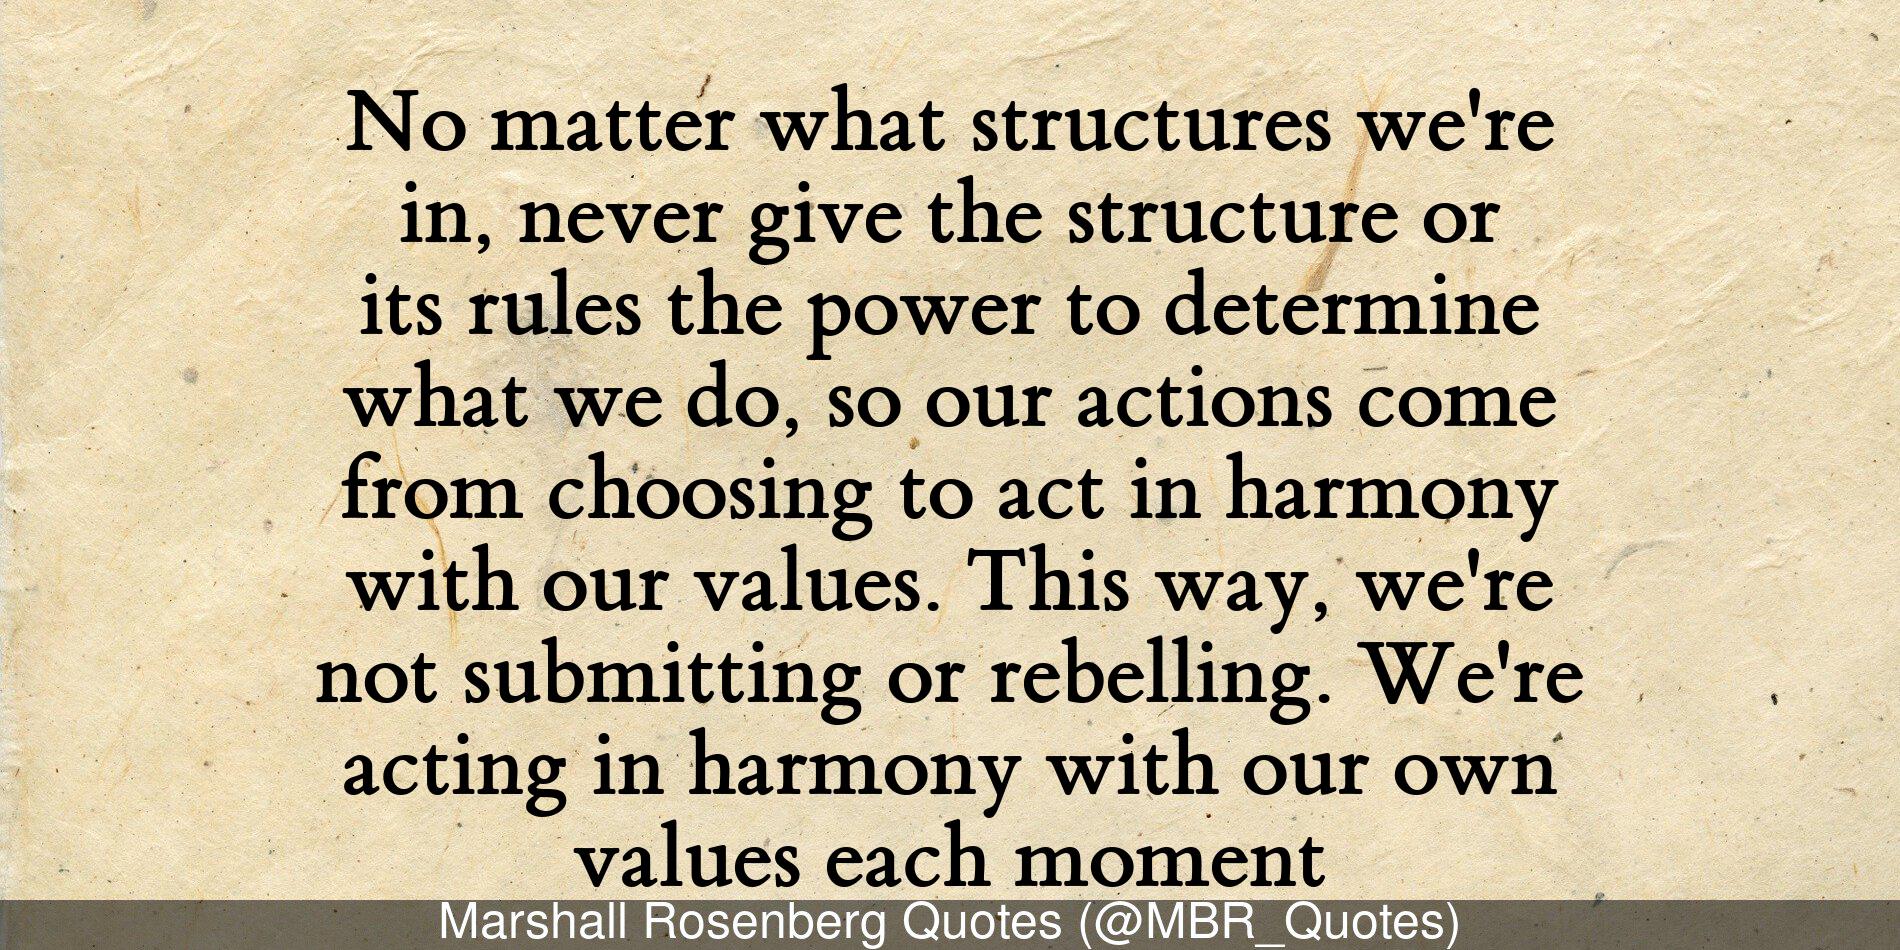 No matter what structures we're
in, never give the structure or
its rules the power to determine
what we do, so our actions come
from choosing to act in harmony
with our values. This way, we're
not submitting or rebelling. We're
acting in harmony with our own
values each moment
Marshall Rosenberg Quotes (@MBR_Quotes)